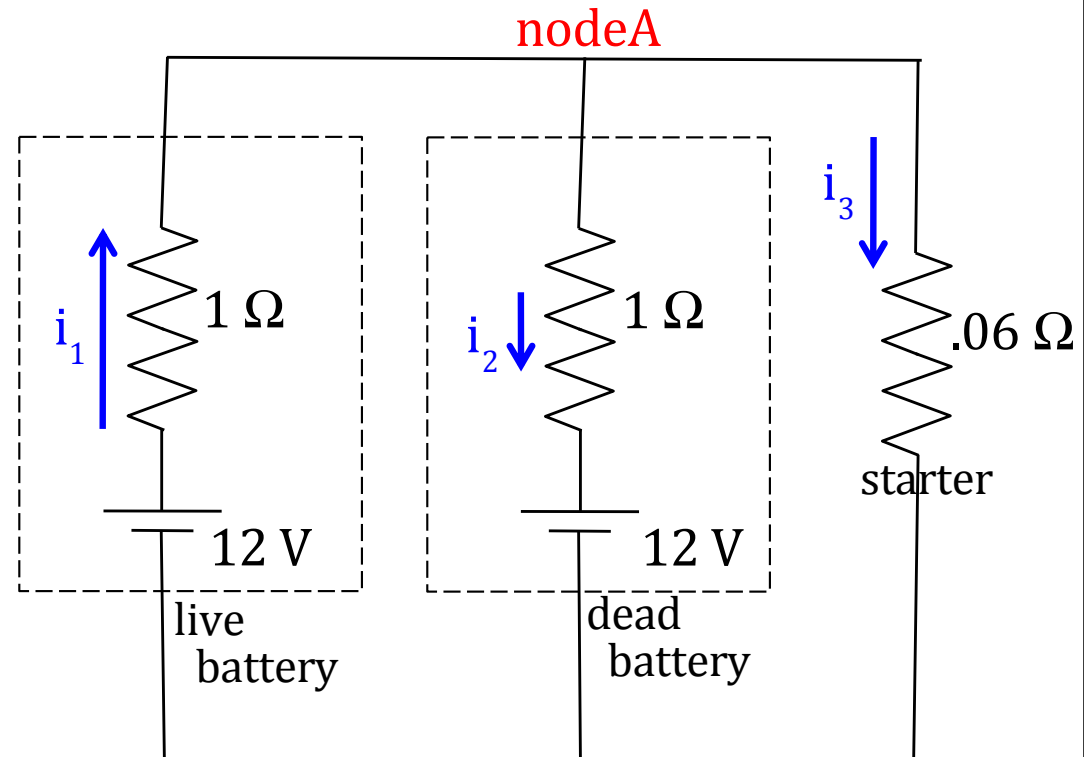 nodeA
i₁
1 Ω
12 V
live
battery
i₂
1 Ω
12 V
dead
battery
i₃
.06 Ω
starter